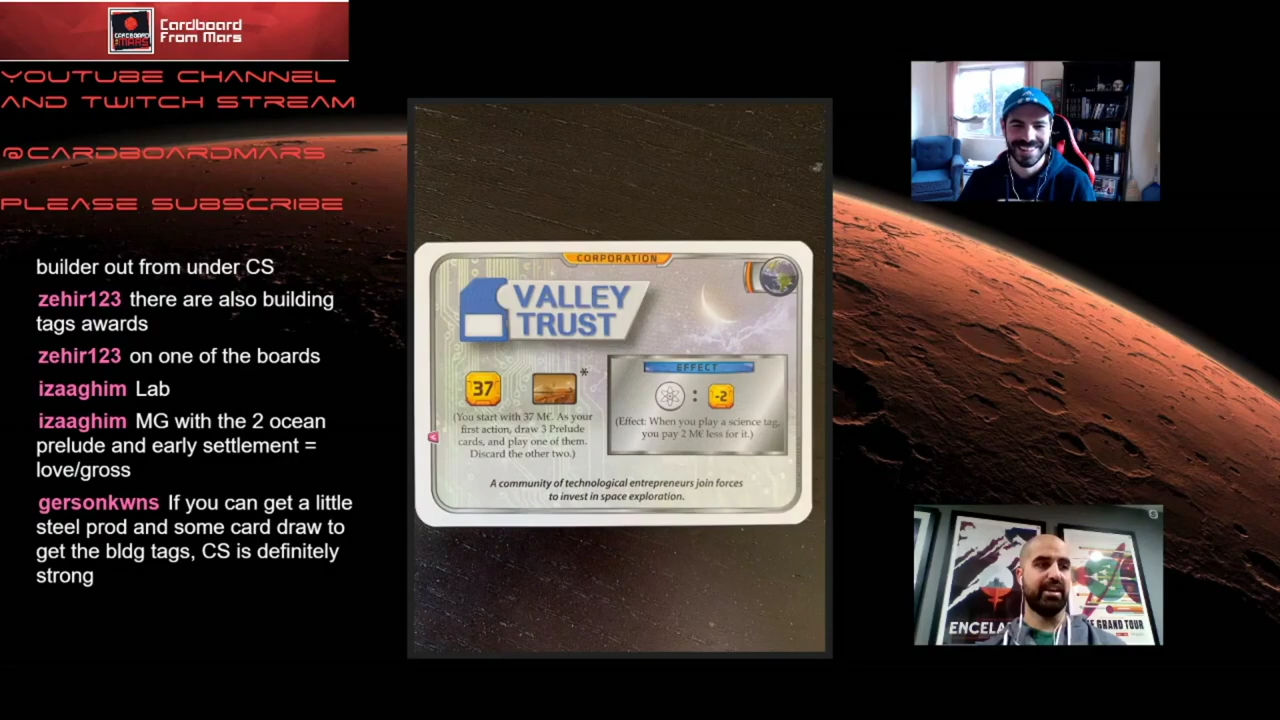 Cardboard
From Mars
CARDBOARD
YOUTUBE CHANNEL
AND TWITCH STREAM
@CARDBOARDMARS
PLEASE SUBSCRIBE
builder out from under CS
zehir123 there are also building
tags awards
zehir123 on one of the boards
izaaghim Lab
izaaghim MG with the 2 ocean
prelude and early settlement =
love/gross
gersonkwns If you can get a little
steel prod and some card draw to
get the bldg tags, CS is definitely
strong
CORPORATION
VALLEY
TRUST
37
*
(You start with 37 M€. As your
first action, draw 3 Prelude
cards, and play one of them.
Discard the other two.)
EFFECT
: -2
(Effect: When you play a science tag,
you pay 2 M€ less for it.)
A community of technological entrepreneurs join forces
to invest in space exploration.
ENCELA
GRAND TOUR